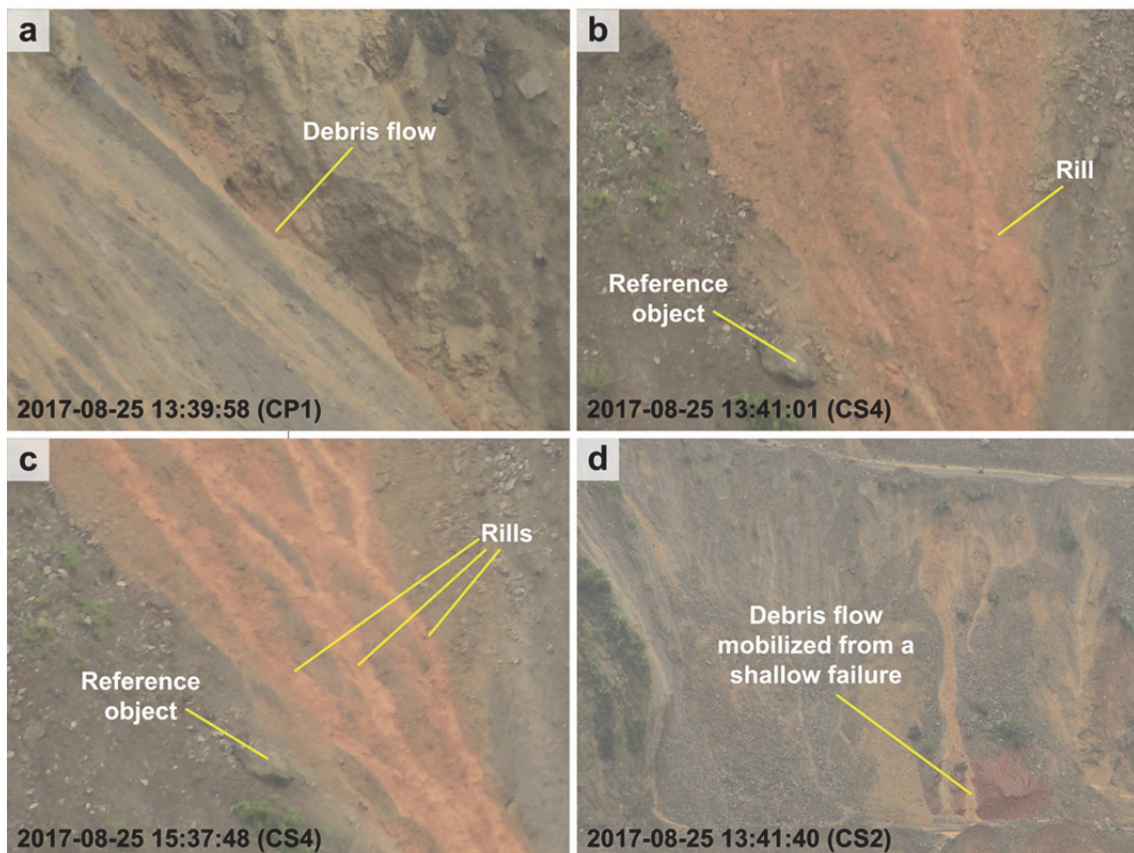 a
Debris flow
2017-08-25 13:39:58 (CP1)
b
Rill
Reference
object
2017-08-25 13:41:01 (CS4)
c
Rills
Reference
object
2017-08-25 15:37:48 (CS4)
d
Debris flow
mobilized from a
shallow failure
2017-08-25 13:41:40 (CS2)